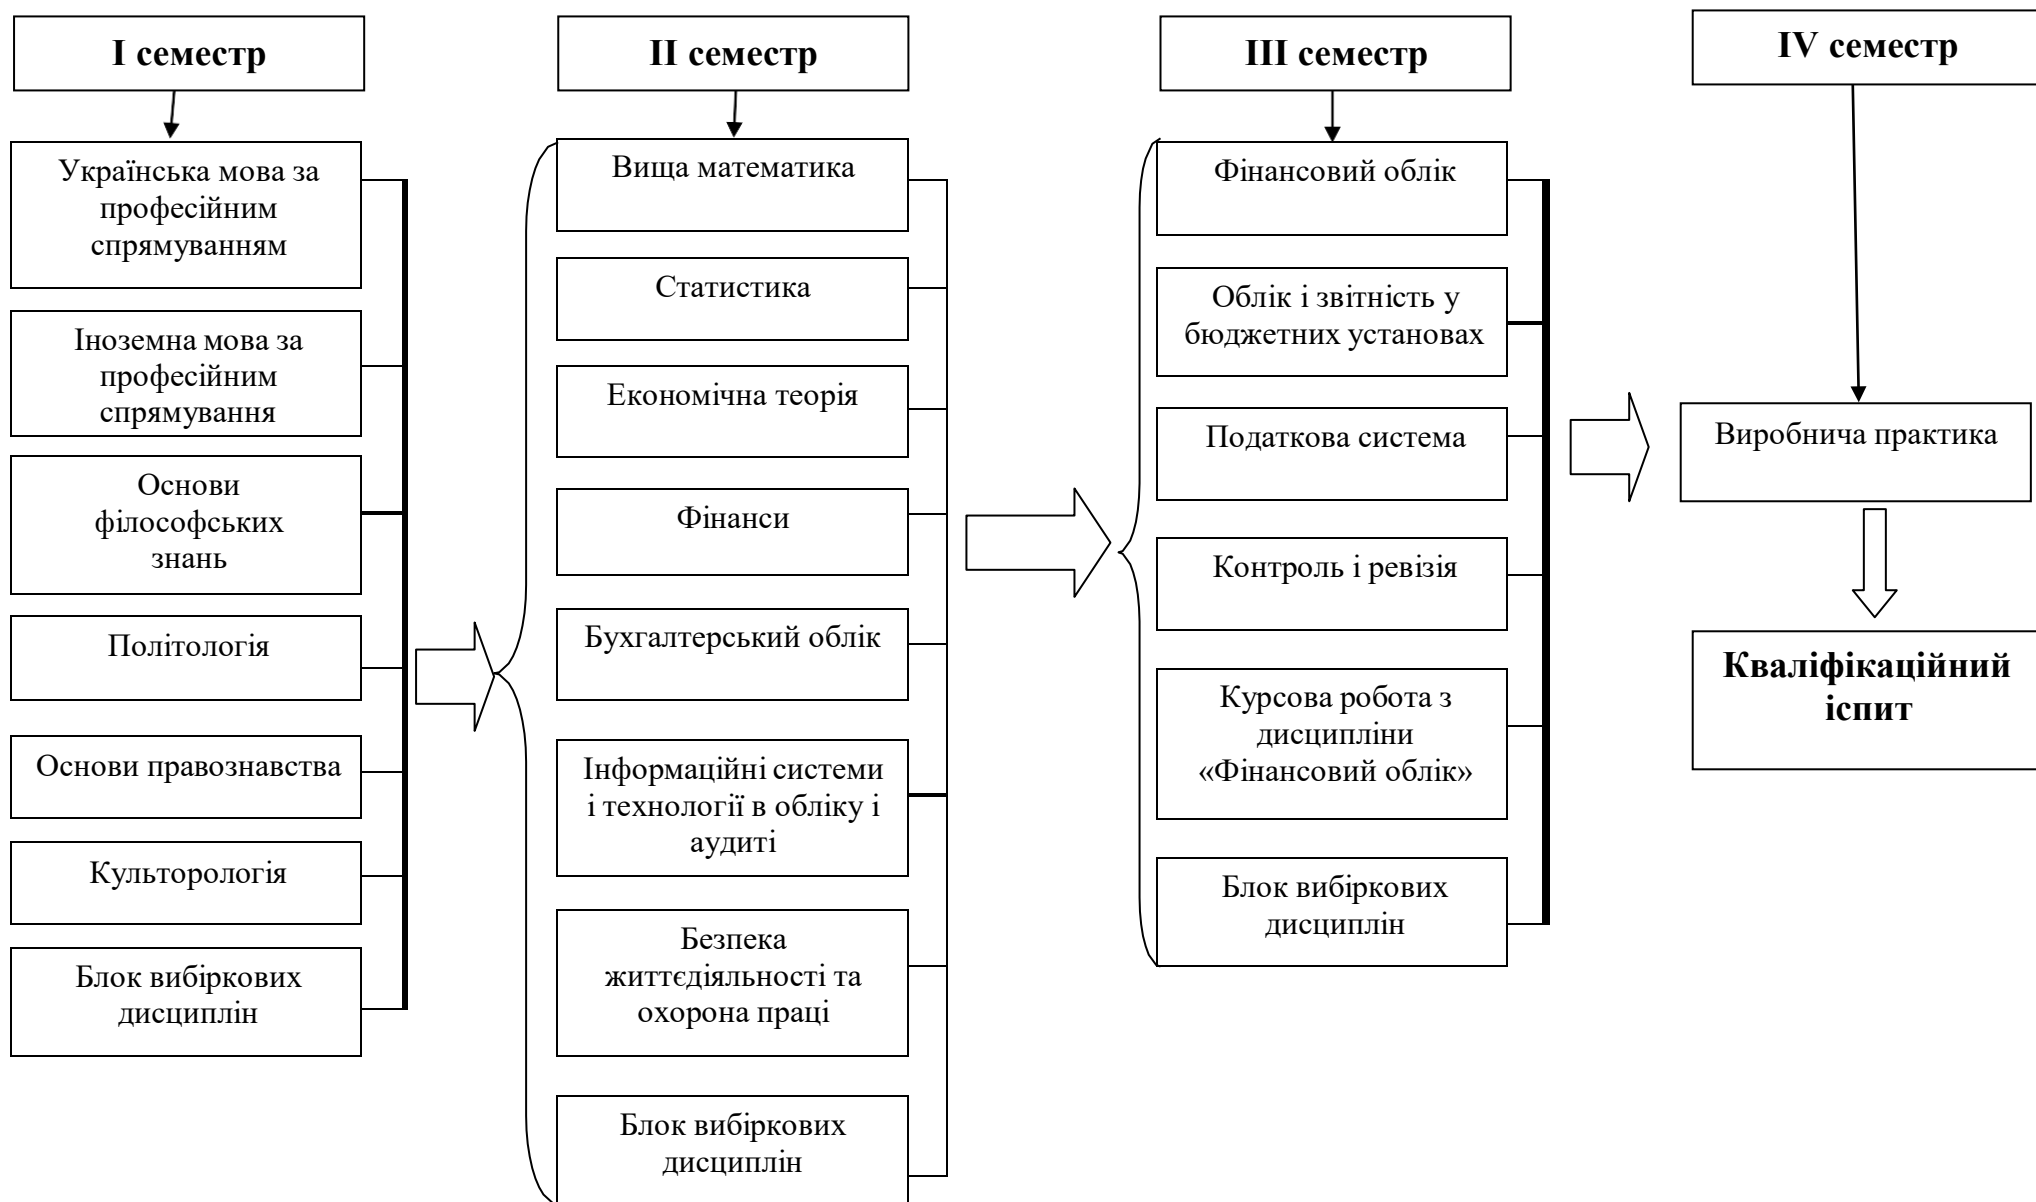 I семестр
Українська мова за
професійним
спрямуванням
Іноземна мова за
професійним
спрямування
Основи
філософських
знань
Політологія
Основи правознавства
Культорологія
Блок вибіркових
дисциплін
II семестр
Вища математика
Статистика
Економічна теорія
Фінанси
Бухгалтерський облік
Інформаційні системи
і технології в обліку і
аудиті
Безпека
життєдіяльності та
охорона праці
Блок вибіркових
дисциплін
III семестр
Фінансовий облік
Облік і звітність у
бюджетних установах
Податкова система
Контроль і ревізія
Курсова робота з
дисципліни
«Фінансовий облік»
Блок вибіркових
дисциплін
IV семестр
Виробнича практика
Кваліфікаційний
іспит